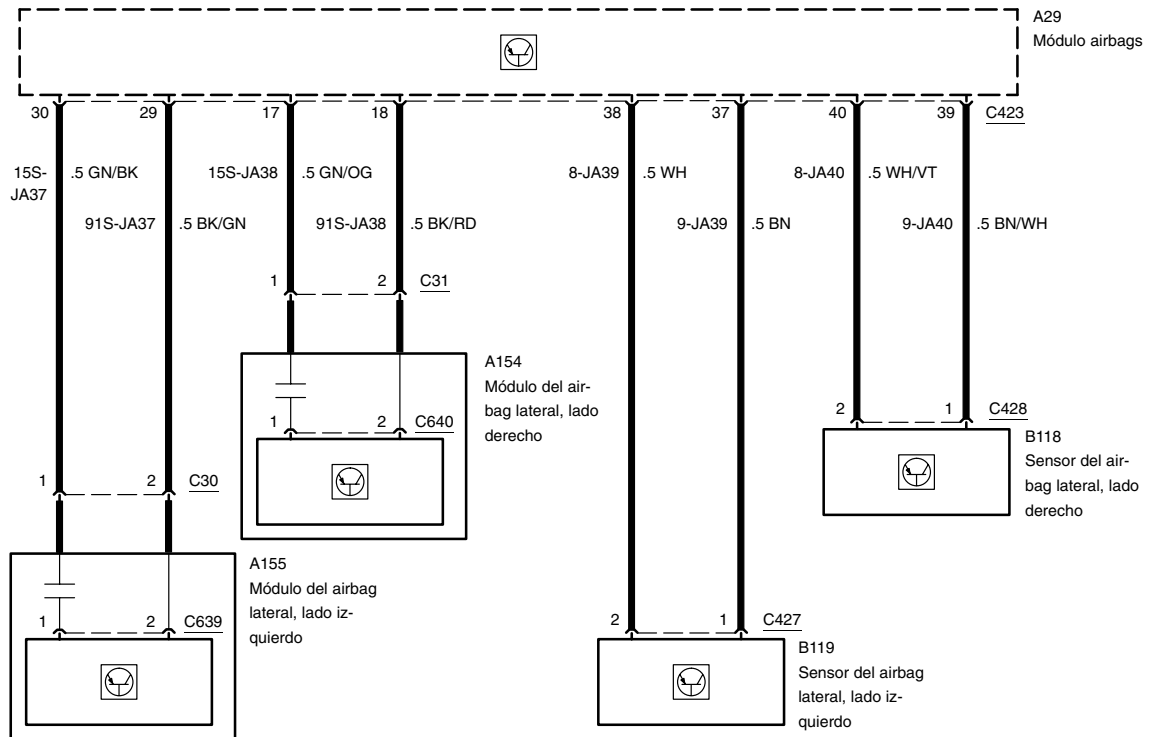 A29
Módulo airbags
30
29
17
18
38
37
40
39
C423
15S-
JA37
.5 GN/BK
15S-JA38
.5 GN/OG
8-JA39
.5 WH
8-JA40
.5 WH/VT
91S-JA37
.5 BK/GN
91S-JA38
.5 BK/RD
9-JA39
.5 BN
9-JA40
.5 BN/WH
1
2
C31
A154
Módulo del air-
bag lateral, lado
derecho
1
2
C640
2
1
C428
B118
Sensor del air-
bag lateral, lado
derecho
1
2
C30
A155
Módulo del airbag
lateral, lado iz-
quierdo
1
2
C639
2
1
C427
B119
Sensor del airbag
lateral, lado iz-
quierdo